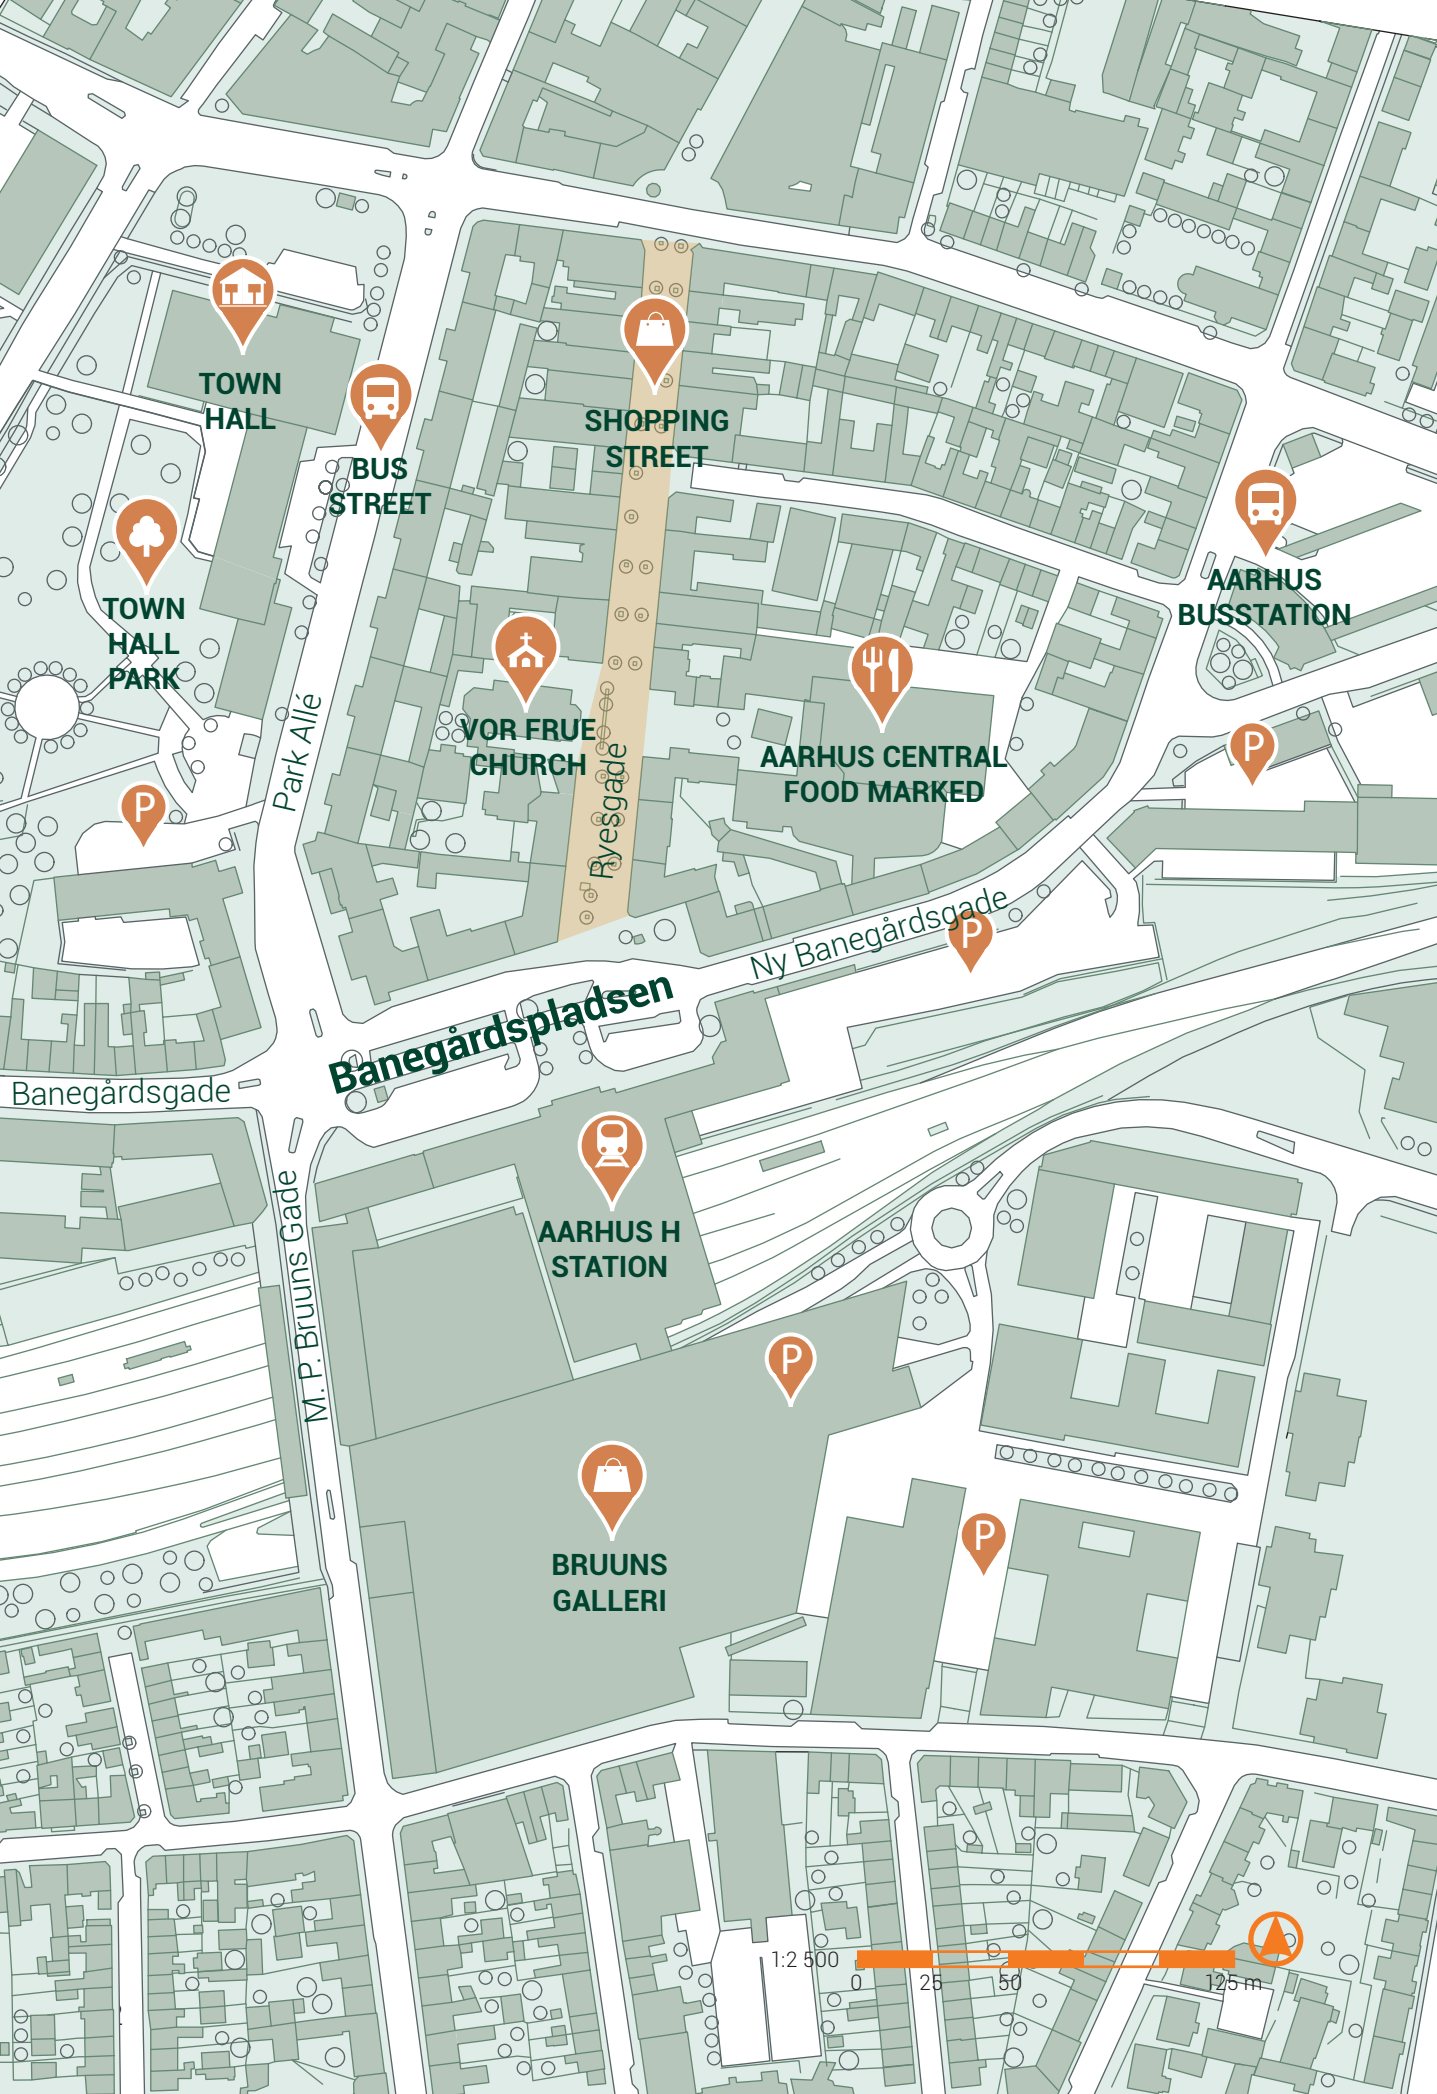 TOWN
HALL
BUS
STREET
SHOPPING
STREET
AARHUS
BUSSTATION
TOWN
HALL
PARK
VOR FRUE
CHURCH
AARHUS CENTRAL
FOOD MARKED
P
P
P
Park Allé
Ryesgade
Ny Banegårdsgade
Banegårdspladsen
Banegårdsgade
M. P. Bruuns Gade
AARHUS H
STATION
P
BRUUNS
GALLERI
P
1:2 500
0 25 50 125 m